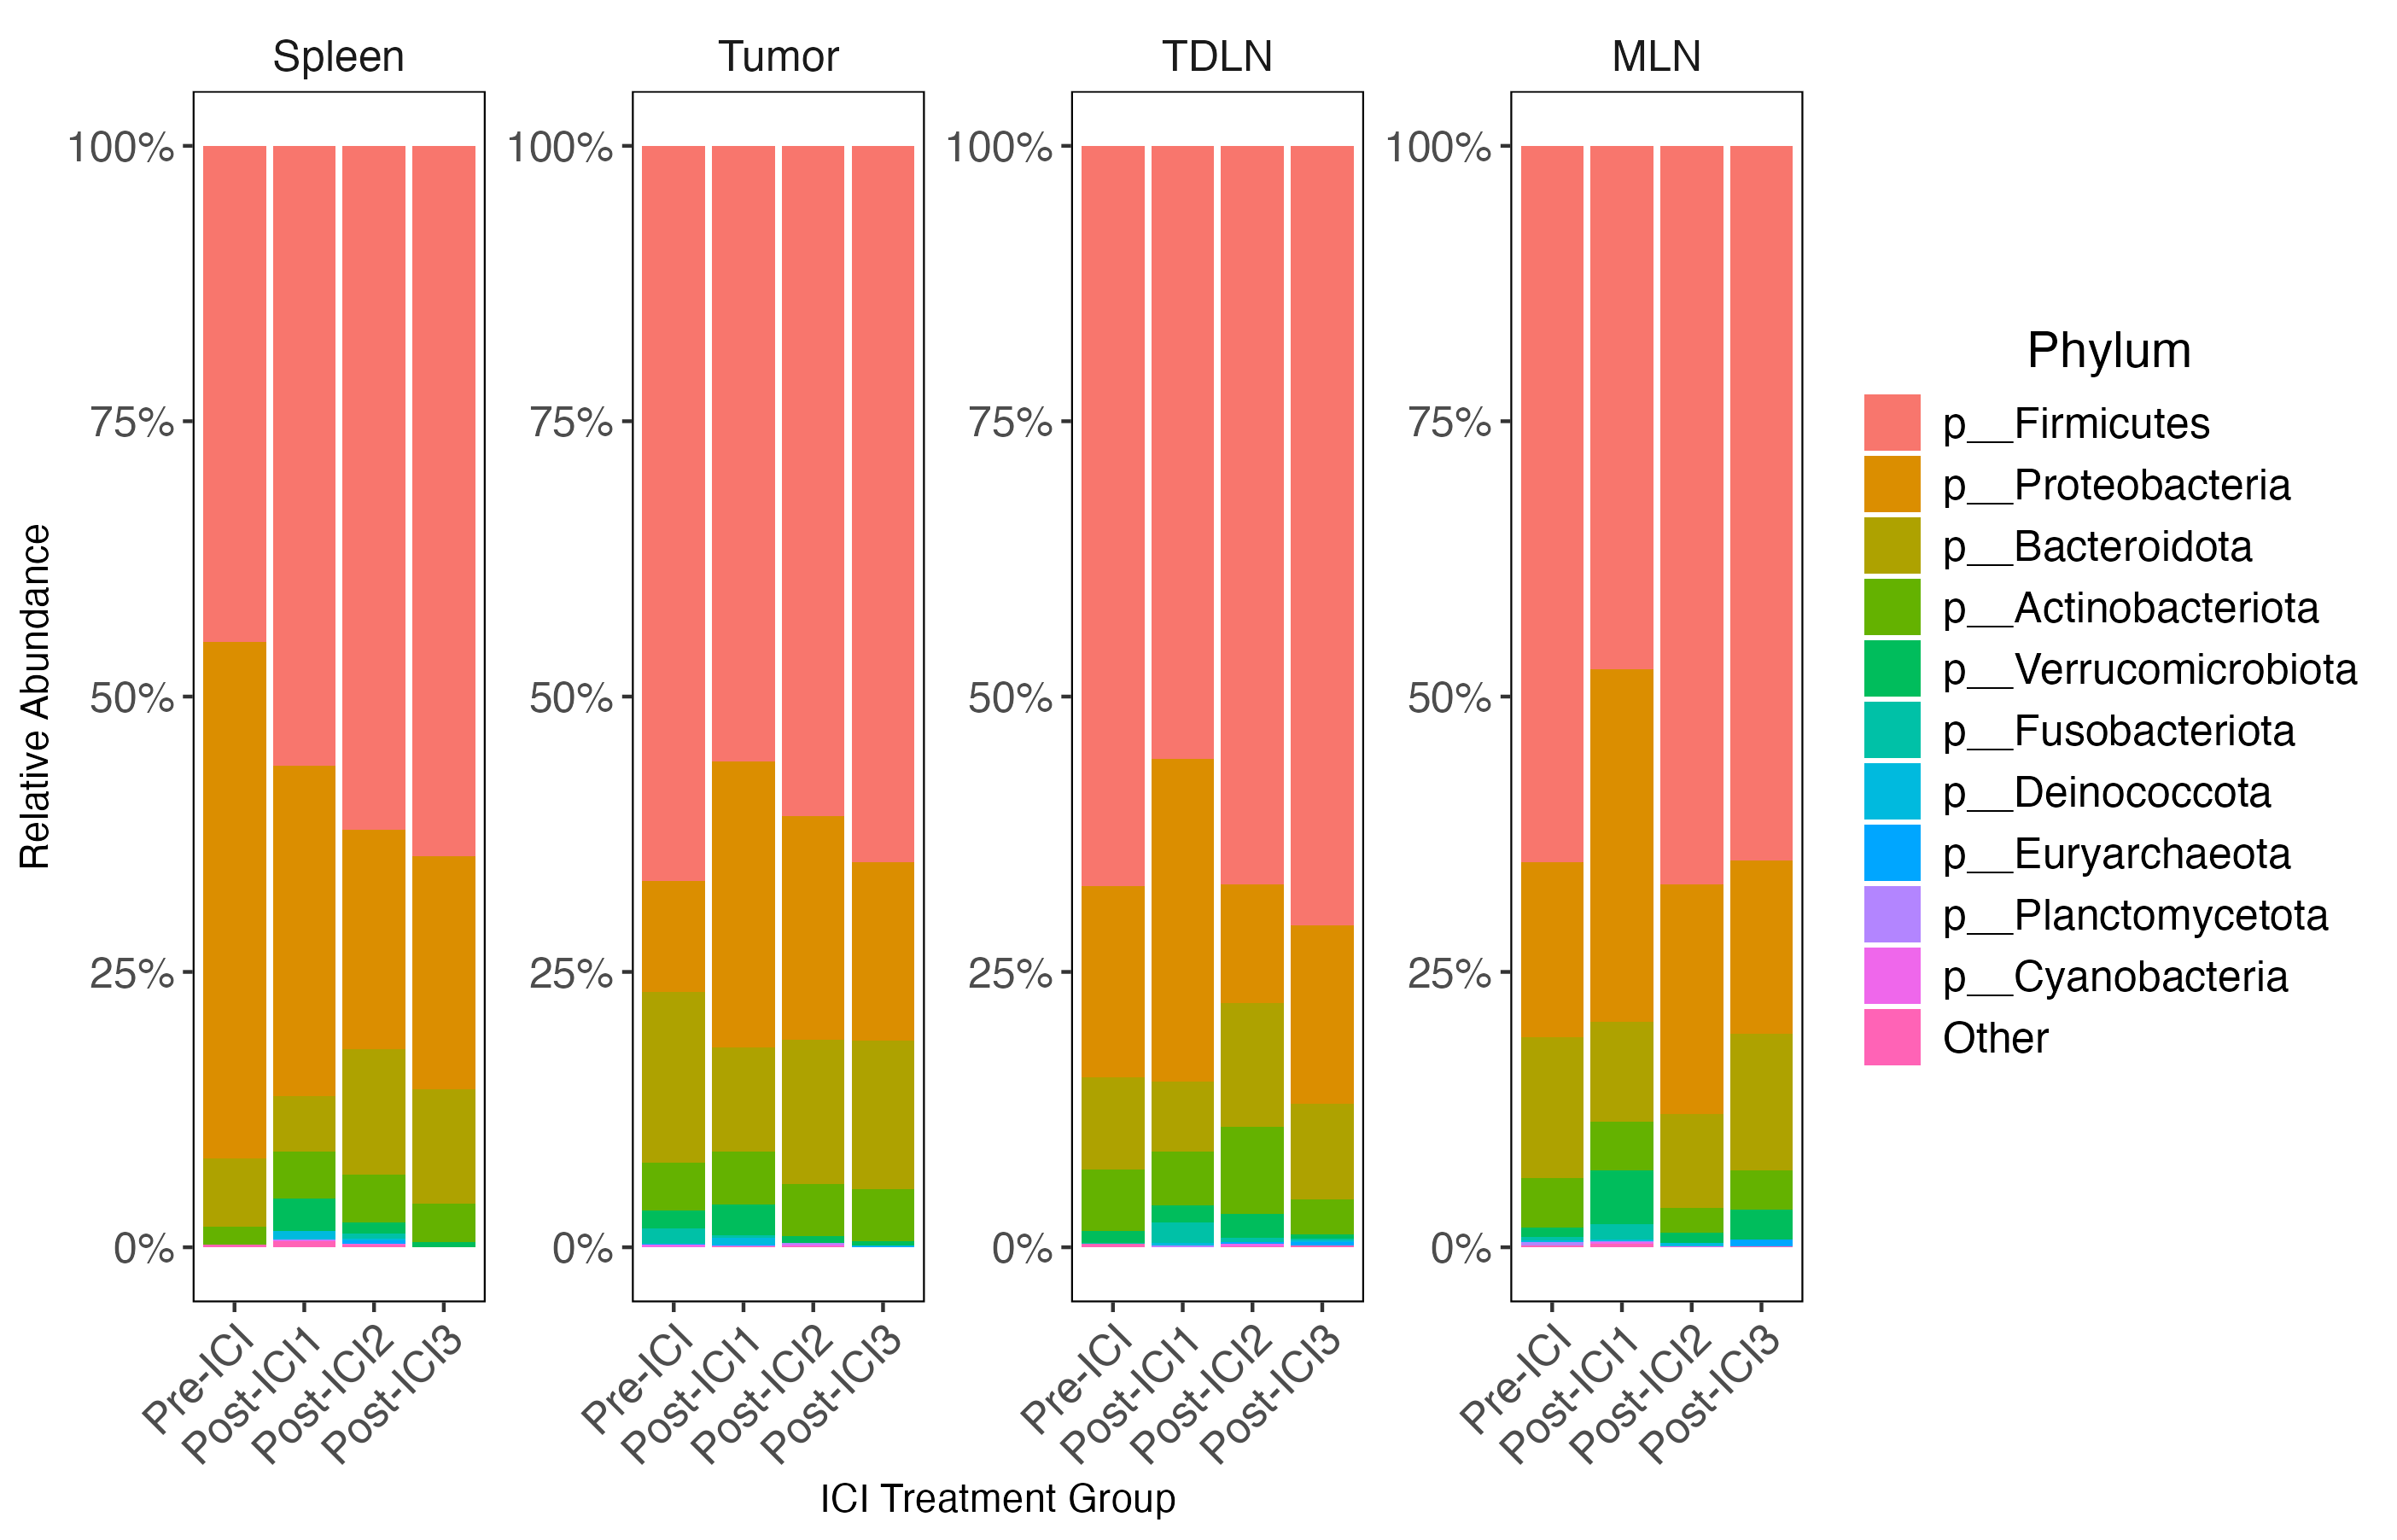 Spleen
Tumor
TDLN
MLN
Relative Abundance
100%
75%
50%
25%
0%
100%
75%
50%
25%
0%
100%
75%
50%
25%
0%
100%
75%
50%
25%
0%
Pre-ICI
Post-ICI1
Post-ICI2
Post-ICI3
Pre-ICI
Post-ICI1
Post-ICI2
Post-ICI3
Pre-ICI
Post-ICI1
Post-ICI2
Post-ICI3
Pre-ICI
Post-ICI1
Post-ICI2
Post-ICI3
ICI Treatment Group
Phylum
p__Firmicutes
p__Proteobacteria
p__Bacteroidota
p__Actinobacteriota
p__Verrucomicrobiota
p__Fusobacteriota
p__Deinococcota
p__Euryarchaeota
p__Planctomycetota
p__Cyanobacteria
Other